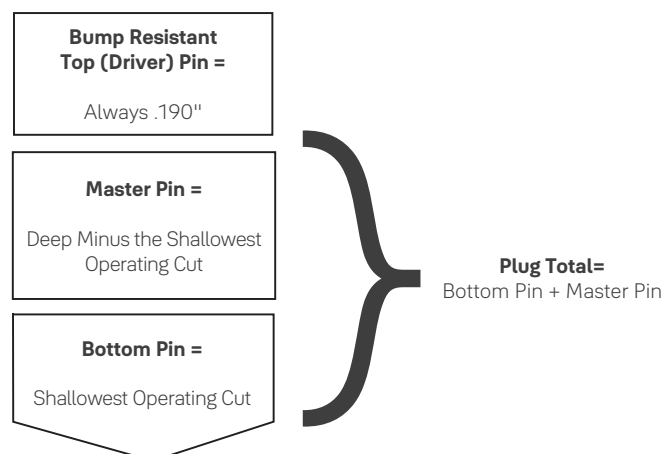 Bump Resistant
Top (Driver) Pin =
Always .190"
Master Pin =
Deep Minus the Shallowest
Operating Cut
Bottom Pin =
Shallowest Operating Cut
Plug Total=
Bottom Pin + Master Pin